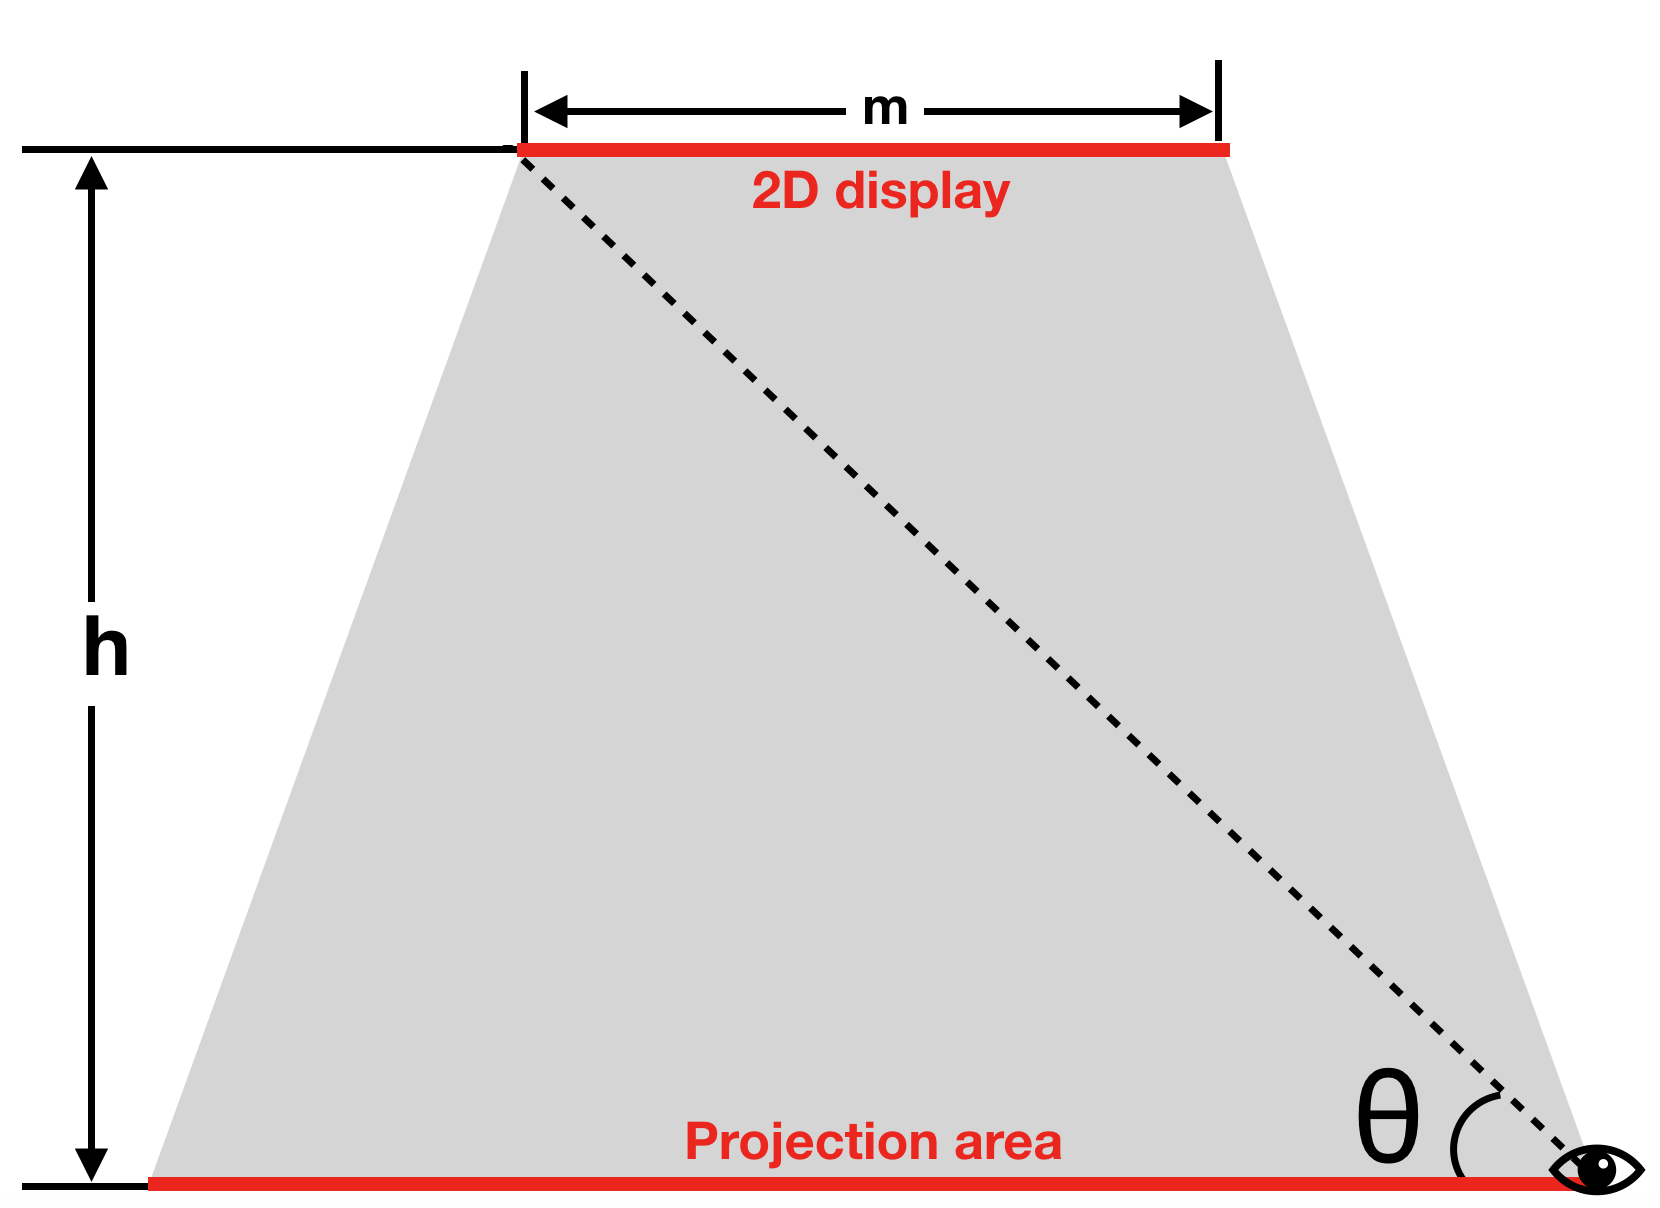 m
2D display
h
θ
Projection area